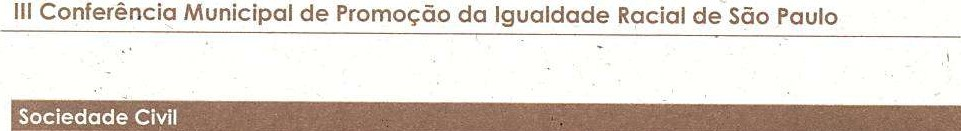 III Conferência Municipal de Promoção da Igualdade Racial de São Paulo
Sociedade Civil